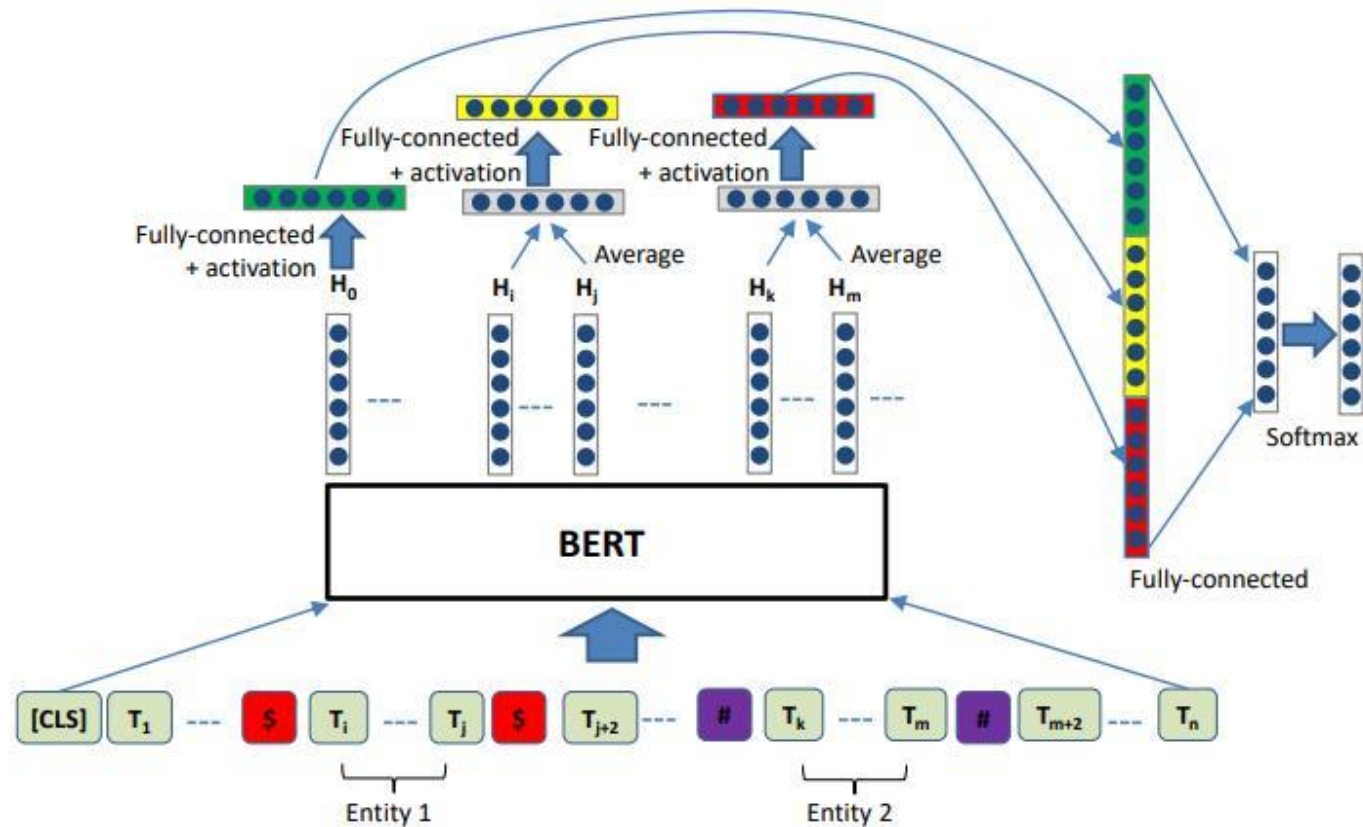 Fully-connected
+ activation
Fully-connected
+ activation
Fully-connected
+ activation
Average
Average
H₀
Hᵢ
Hⱼ
Hₖ
Hₘ
Softmax
BERT
Fully-connected
[CLS] T₁ ---- $ Tᵢ ---- Tⱼ $ Tⱼ₊₂ ---- # Tₖ ---- Tₘ # Tₘ₊₂ ---- Tₙ
Entity 1
Entity 2